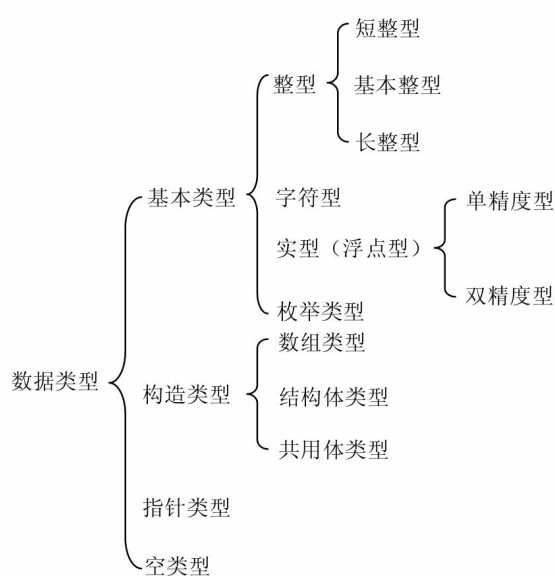 短整型
整型
基本整型
长整型
基本类型
字符型
单精度型
实型（浮点型）
双精度型
枚举类型
数组类型
数据类型
构造类型
结构体类型
共用体类型
指针类型
空类型